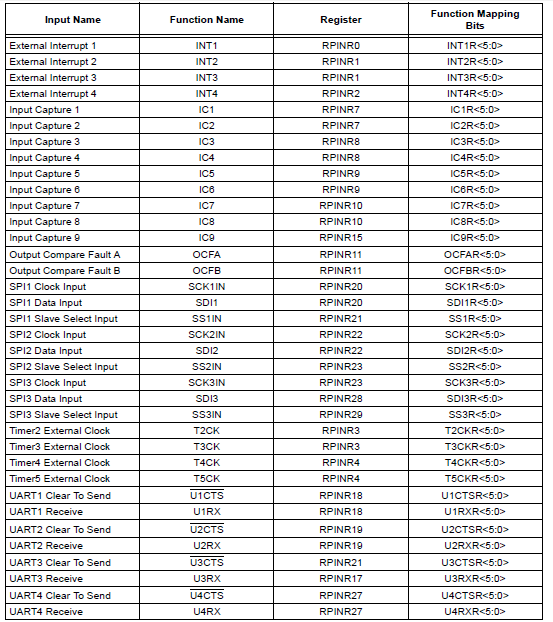 Input Name Function Name Register Function Mapping Bits
External Interrupt 1 INT1 RPINR0 INT1R<5:0>
External Interrupt 2 INT2 RPINR1 INT2R<5:0>
External Interrupt 3 INT3 RPINR1 INT3R<5:0>
External Interrupt 4 INT4 RPINR2 INT4R<5:0>
Input Capture 1 IC1 RPINR7 IC1R<5:0>
Input Capture 2 IC2 RPINR7 IC2R<5:0>
Input Capture 3 IC3 RPINR8 IC3R<5:0>
Input Capture 4 IC4 RPINR8 IC4R<5:0>
Input Capture 5 IC5 RPINR9 IC5R<5:0>
Input Capture 6 IC6 RPINR9 IC6R<5:0>
Input Capture 7 IC7 RPINR10 IC7R<5:0>
Input Capture 8 IC8 RPINR10 IC8R<5:0>
Input Capture 9 IC9 RPINR15 IC9R<5:0>
Output Compare Fault A OCFA RPINR11 OCFAR<5:0>
Output Compare Fault B OCFB RPINR11 OCFBR<5:0>
SPI1 Clock Input SCK1IN RPINR20 SCK1R<5:0>
SPI1 Data Input SDI1 RPINR20 SDI1R<5:0>
SPI1 Slave Select Input SS1IN RPINR21 SS1R<5:0>
SPI2 Clock Input SCK2IN RPINR22 SCK2R<5:0>
SPI2 Data Input SDI2 RPINR22 SDI2R<5:0>
SPI2 Slave Select Input SS2IN RPINR23 SS2R<5:0>
SPI3 Clock Input SCK3IN RPINR23 SCK3R<5:0>
SPI3 Data Input SDI3 RPINR28 SDI3R<5:0>
SPI3 Slave Select Input SS3IN RPINR29 SS3R<5:0>
Timer2 External Clock T2CK RPINR3 T2CKR<5:0>
Timer3 External Clock T3CK RPINR3 T3CKR<5:0>
Timer4 External Clock T4CK RPINR4 T4CKR<5:0>
Timer5 External Clock T5CK RPINR4 T5CKR<5:0>
UART1 Clear To Send U1CTS RPINR18 U1CTSR<5:0>
UART1 Receive U1RX RPINR18 U1RXR<5:0>
UART2 Clear To Send U2CTS RPINR19 U2CTSR<5:0>
UART2 Receive U2RX RPINR19 U2RXR<5:0>
UART3 Clear To Send U3CTS RPINR21 U3CTSR<5:0>
UART3 Receive U3RX RPINR17 U3RXR<5:0>
UART4 Clear To Send U4CTS RPINR27 U4CTSR<5:0>
UART4 Receive U4RX RPINR27 U4RXR<5:0>